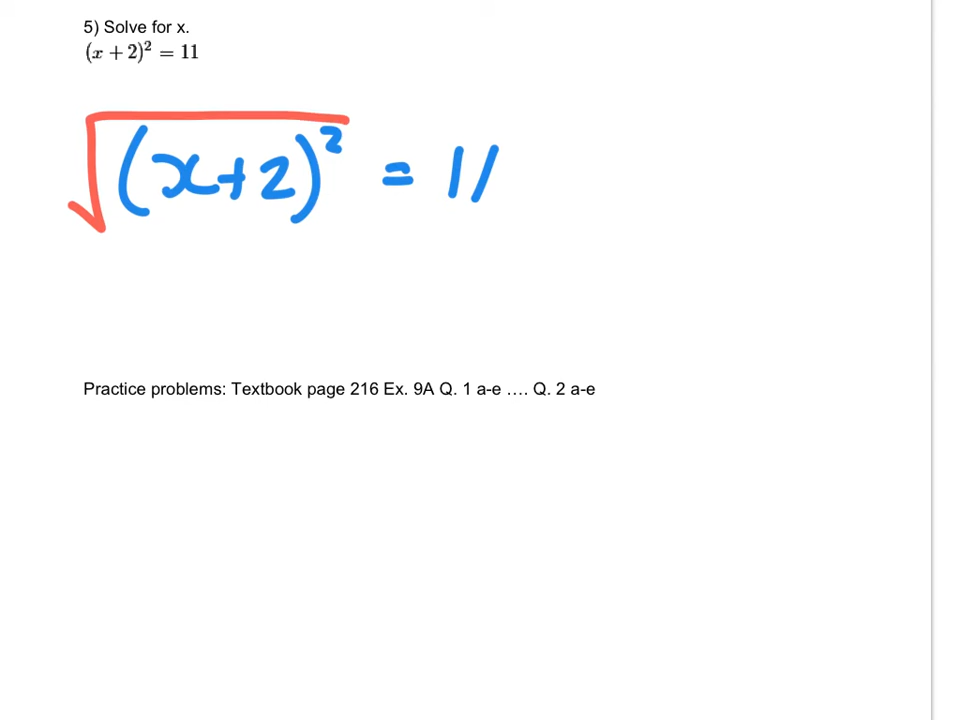 5) Solve for x.
(x + 2)² = 11
√(x+2)² = 11
Practice problems: Textbook page 216 Ex. 9A Q. 1 a-e …. Q. 2 a-e